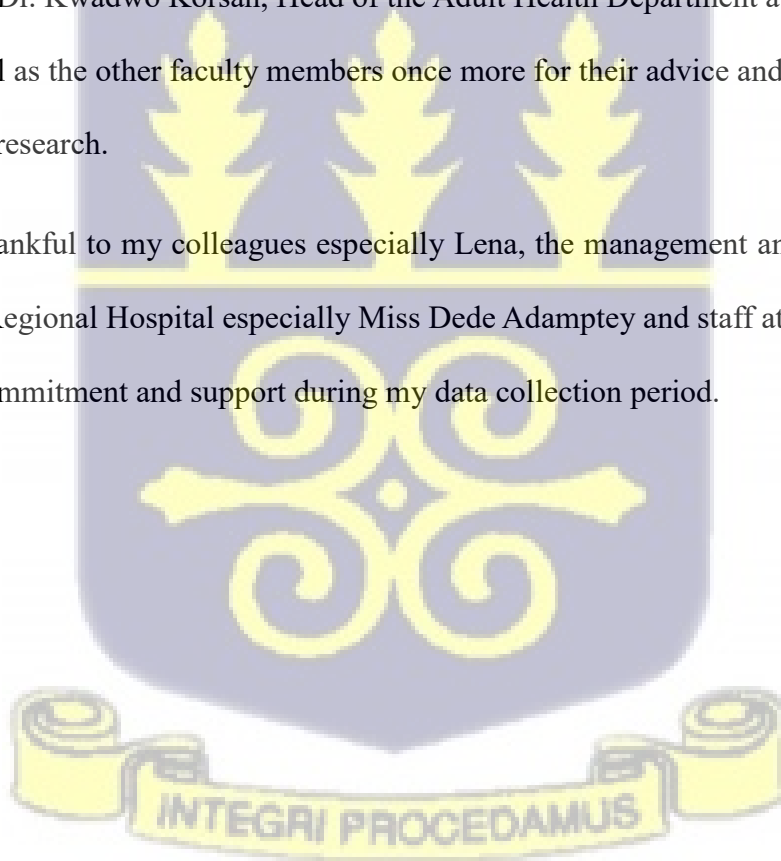 Dr. Kwadwo Korsah, Head of the Adult Health Department a
l as the other faculty members once more for their advice and
research.
ankful to my colleagues especially Lena, the management an
Regional Hospital especially Miss Dede Adamptey and staff at
mmitment and support during my data collection period.
INTEGRI PROCEDAMUS